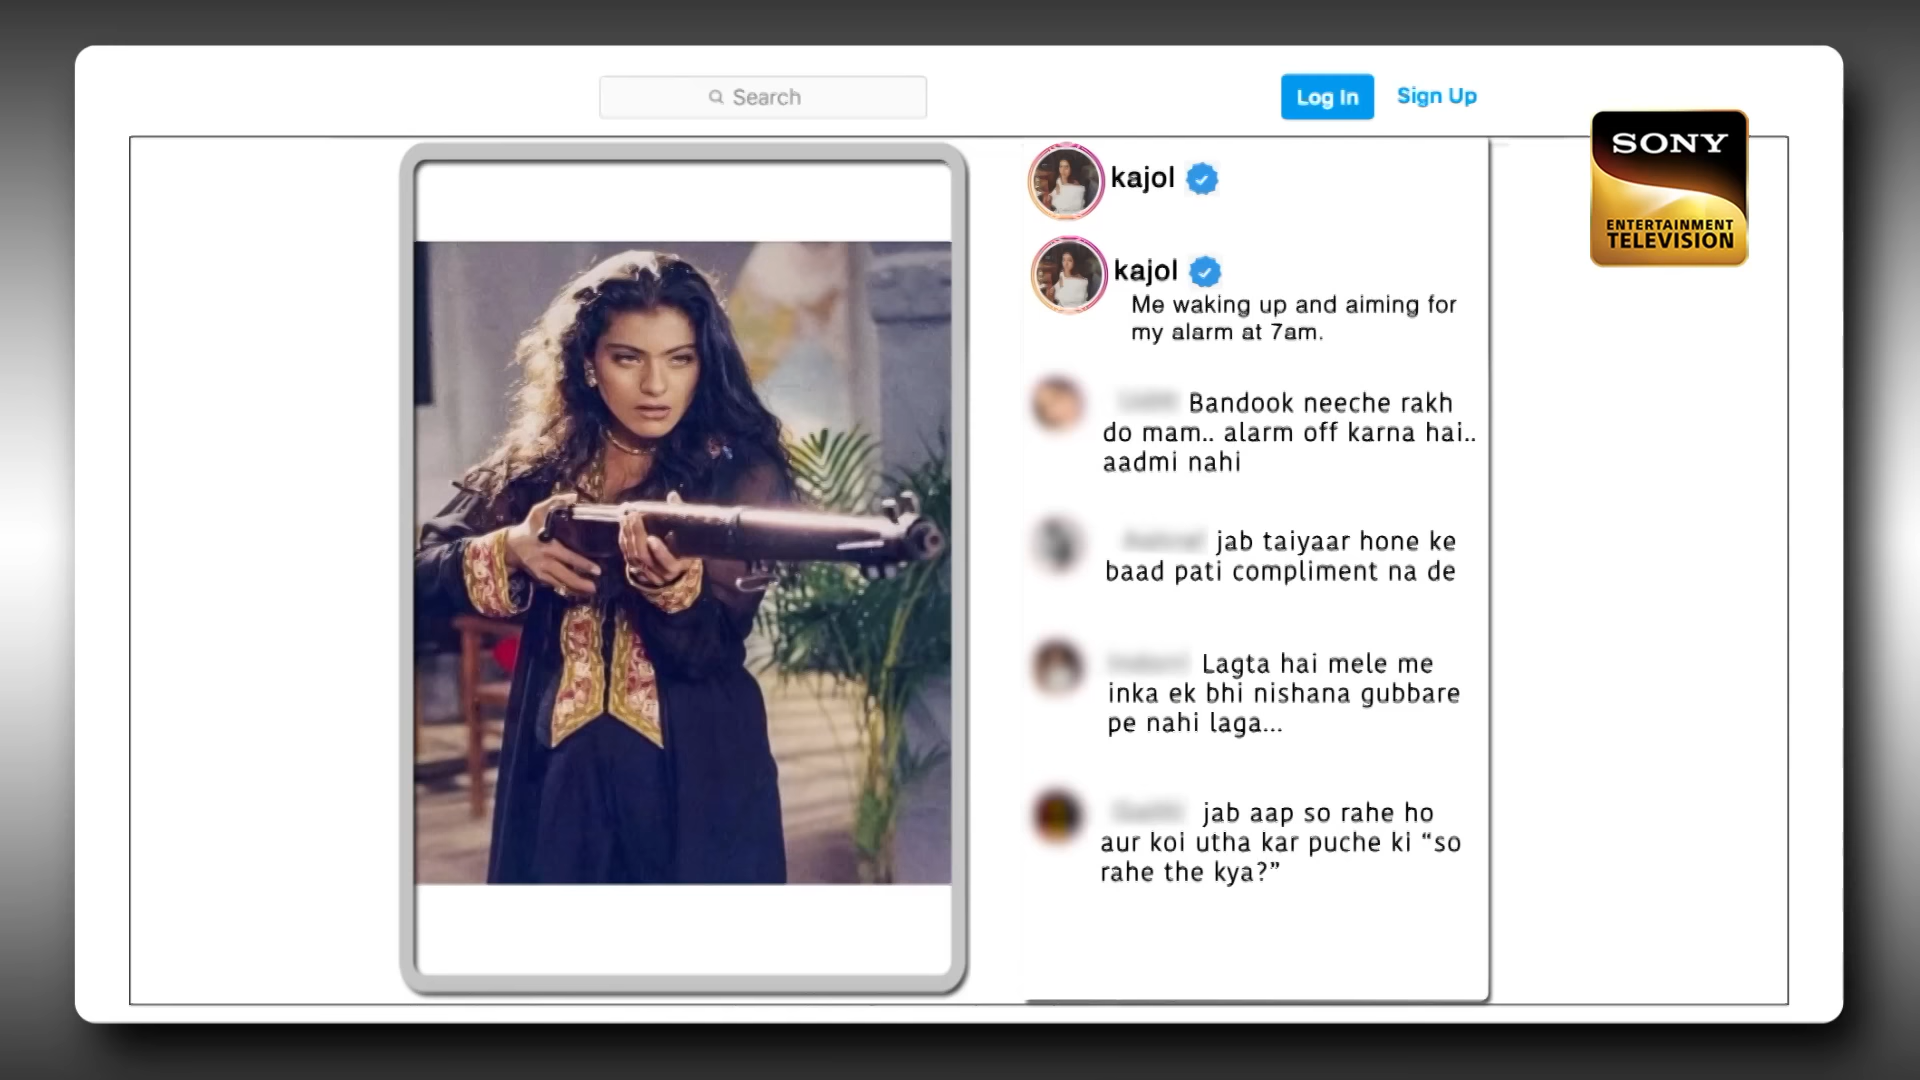 Search
Log In
Sign Up
SONY
ENTERTAINMENT
TELEVISION
kajol
kajol
Me waking up and aiming for
my alarm at 7am.
Bandook neeche rakh
do mam.. alarm off karna hai..
aadmi nahi
jab taiyaar hone ke
baad pati compliment na de
Lagta hai mele me
inka ek bhi nishana gubbare
pe nahi laga...
jab aap so rahe ho
aur koi utha kar puche ki “so
rahe the kya?”